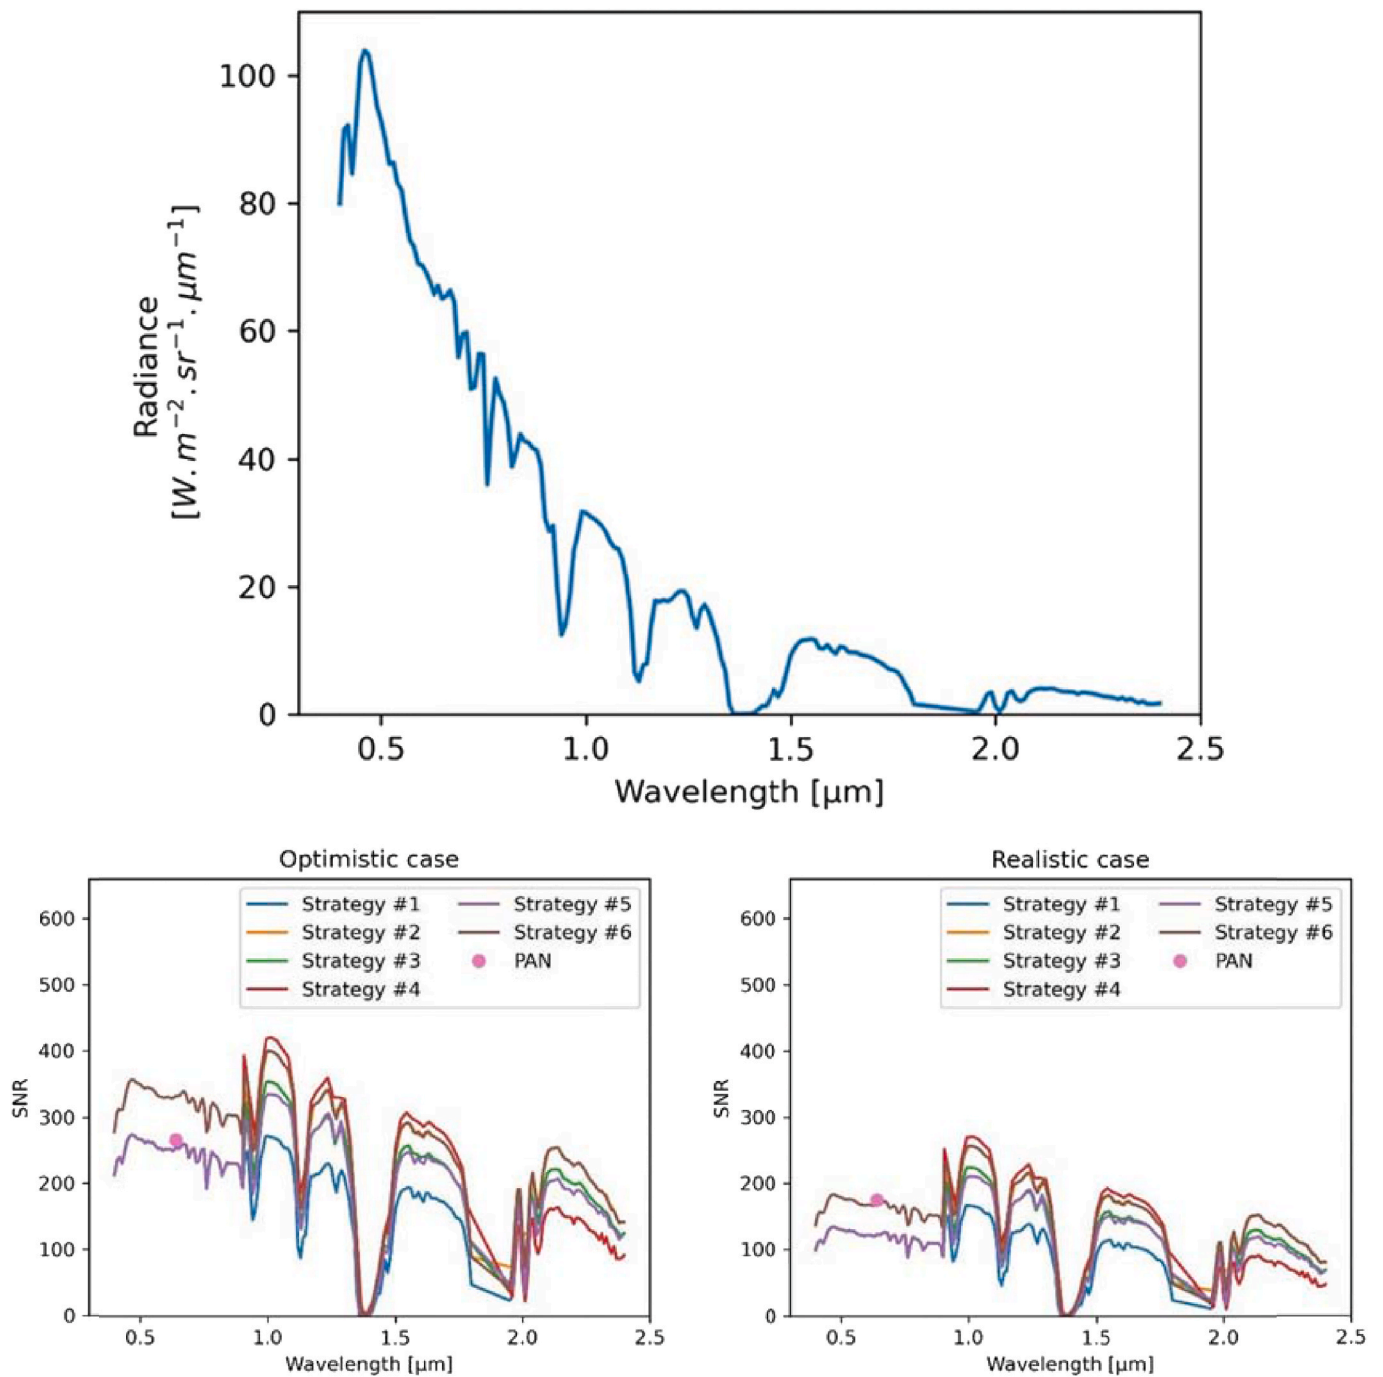 100
80
60
40
20
0
Radiance
[W.m⁻².sr⁻¹.μm⁻¹]
0.5 1.0 1.5 2.0 2.5
Wavelength [μm]
Optimistic case
600
500
400
300
200
100
0
SNR
Strategy #1 Strategy #5
Strategy #2 Strategy #6
Strategy #3 PAN
Strategy #4
0.5 1.0 1.5 2.0 2.5
Wavelength [μm]
Realistic case
600
500
400
300
200
100
0
SNR
Strategy #1 Strategy #5
Strategy #2 Strategy #6
Strategy #3 PAN
Strategy #4
0.5 1.0 1.5 2.0 2.5
Wavelength [μm]